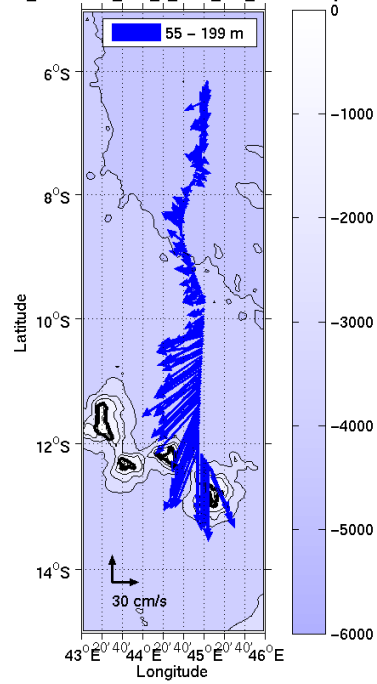 55 – 199 m
0
−1000
−2000
−3000
−4000
−5000
−6000
6°S
8°S
10°S
12°S
14°S
Latitude
30 cm/s
43°E 20' 40' 44°E 20' 40' 45°E 20' 40' 46°E
Longitude